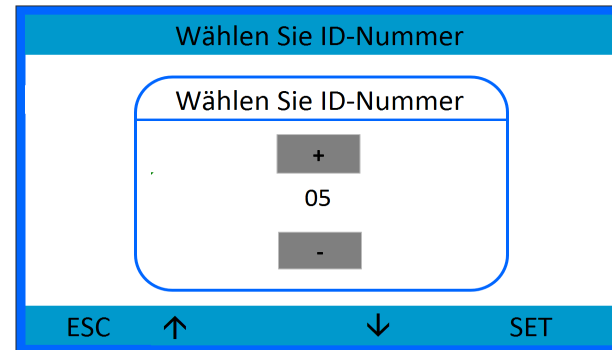 Wählen Sie ID-Nummer
Wählen Sie ID-Nummer
+
05
-
ESC ↑ ↓ SET